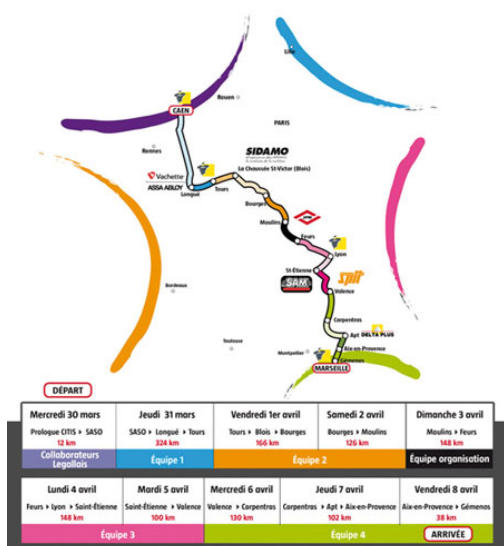 Lille
Rouen
CAEN
PARIS
Rennes
SIDAMO
La Chaussée St-Victor (Blois)
Vachette
ASSA ABLOY
Longué
Tours
Bourges
Moulins
Feurs
Lyon
St-Étienne
SAM
spit
Bordeaux
Valence
Carpentras
Toulouse
Apt
DELTA PLUS
Montpellier
Aix-en-Provence
Gémenos
MARSEILLE
DÉPART
Mercredi 30 mars
Prologue CITIS SASO
12 km
Collaborateurs
Legallais
Jeudi 31 mars
SASO Longué Tours
324 km
Équipe 1
Vendredi 1er avril
Tours Blois Bourges
166 km
Samedi 2 avril
Bourges Moulins
126 km
Équipe 2
Dimanche 3 avril
Moulins Feurs
148 km
Équipe organisation
Lundi 4 avril
Feurs Lyon Saint-Étienne
148 km
Mardi 5 avril
Saint-Étienne Valence
100 km
Équipe 3
Mercredi 6 avril
Valence Carpentras
130 km
Jeudi 7 avril
Carpentras Apt Aix-en-Provence
102 km
Vendredi 8 avril
Aix-en-Provence Gémenos
38 km
Équipe 4
ARRIVÉE